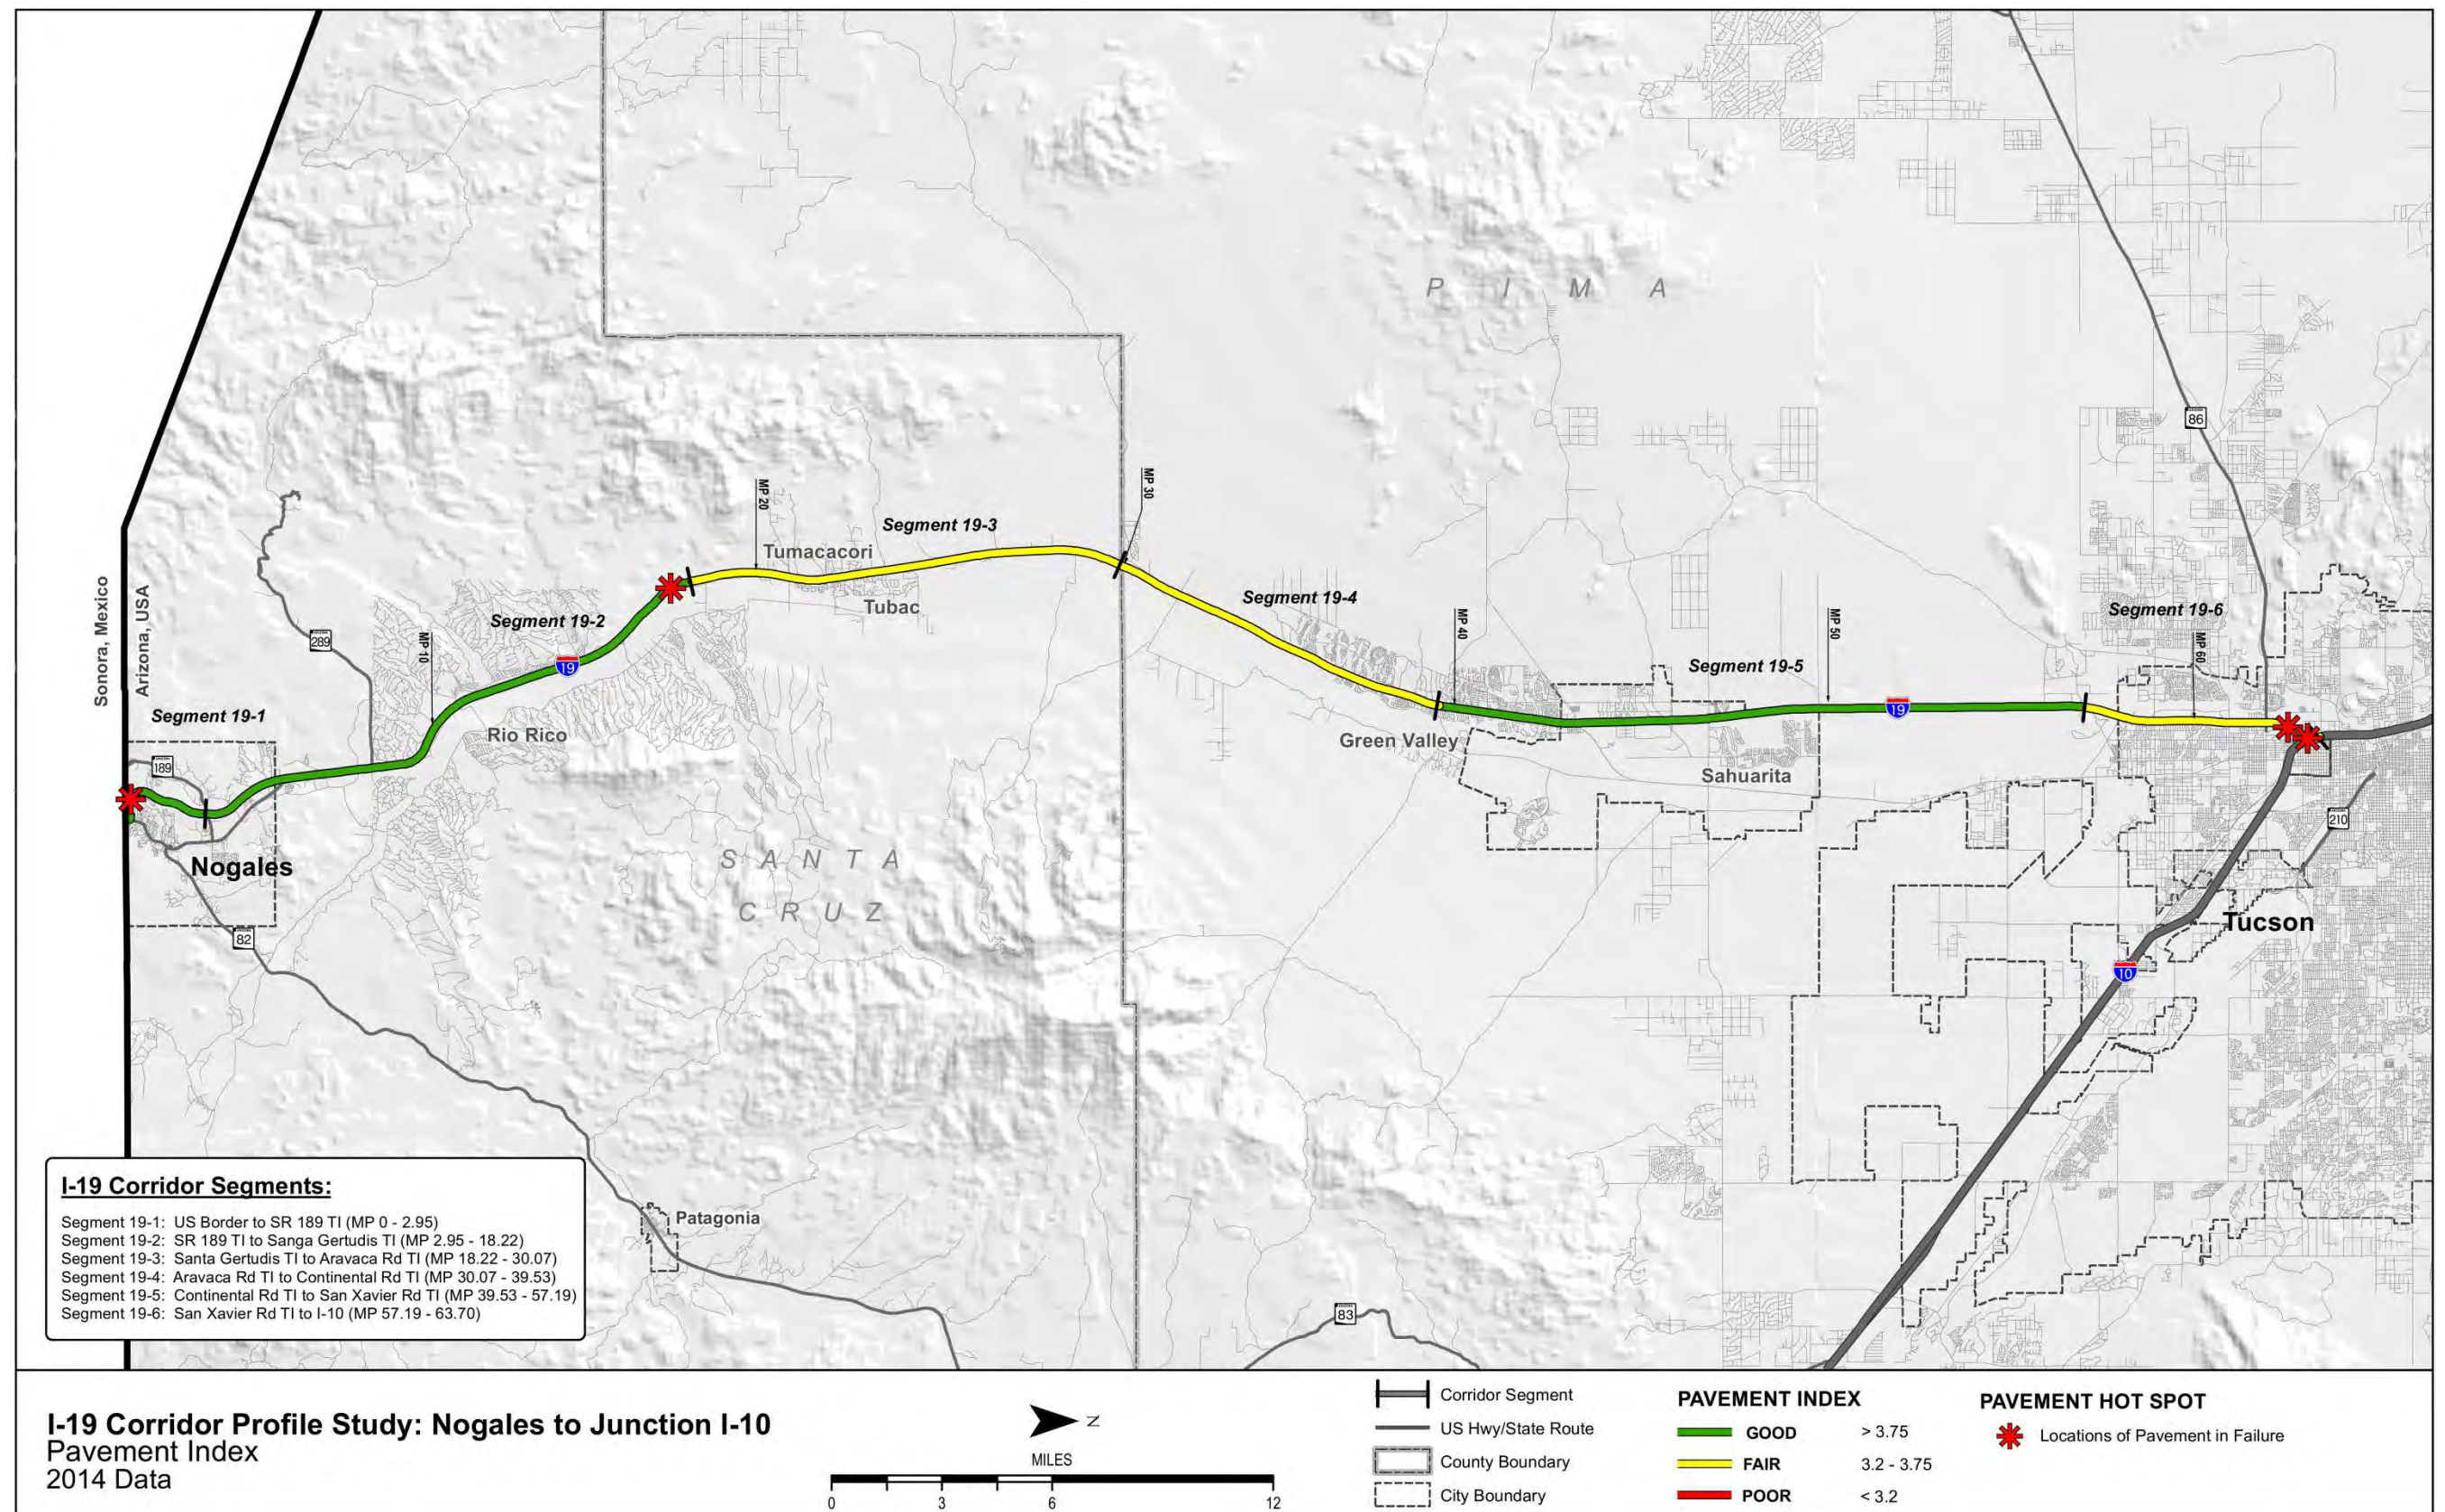 P I M A
86
MP 30
MP 20
Segment 19-3
Tumacacori
Tubac
Sonora, Mexico
Arizona, USA
289
MP 10
Segment 19-2
19
Segment 19-4
MP 40
MP 50
Segment 19-6
MP 60
Segment 19-5
19
Segment 19-1
189
Rio Rico
Green Valley
Sahuarita
210
Nogales
S A N T A
C R U Z
82
Tucson
10
Patagonia
83
I-19 Corridor Segments:
Segment 19-1: US Border to SR 189 TI (MP 0 - 2.95)
Segment 19-2: SR 189 TI to Sanga Gertudis TI (MP 2.95 - 18.22)
Segment 19-3: Santa Gertudis TI to Aravaca Rd TI (MP 18.22 - 30.07)
Segment 19-4: Aravaca Rd TI to Continental Rd TI (MP 30.07 - 39.53)
Segment 19-5: Continental Rd TI to San Xavier Rd TI (MP 39.53 - 57.19)
Segment 19-6: San Xavier Rd TI to I-10 (MP 57.19 - 63.70)
I-19 Corridor Profile Study: Nogales to Junction I-10
Pavement Index
2014 Data
N
MILES
0 3 6 12
Corridor Segment
US Hwy/State Route
County Boundary
City Boundary
PAVEMENT INDEX
GOOD > 3.75
FAIR 3.2 - 3.75
POOR < 3.2
PAVEMENT HOT SPOT
Locations of Pavement in Failure